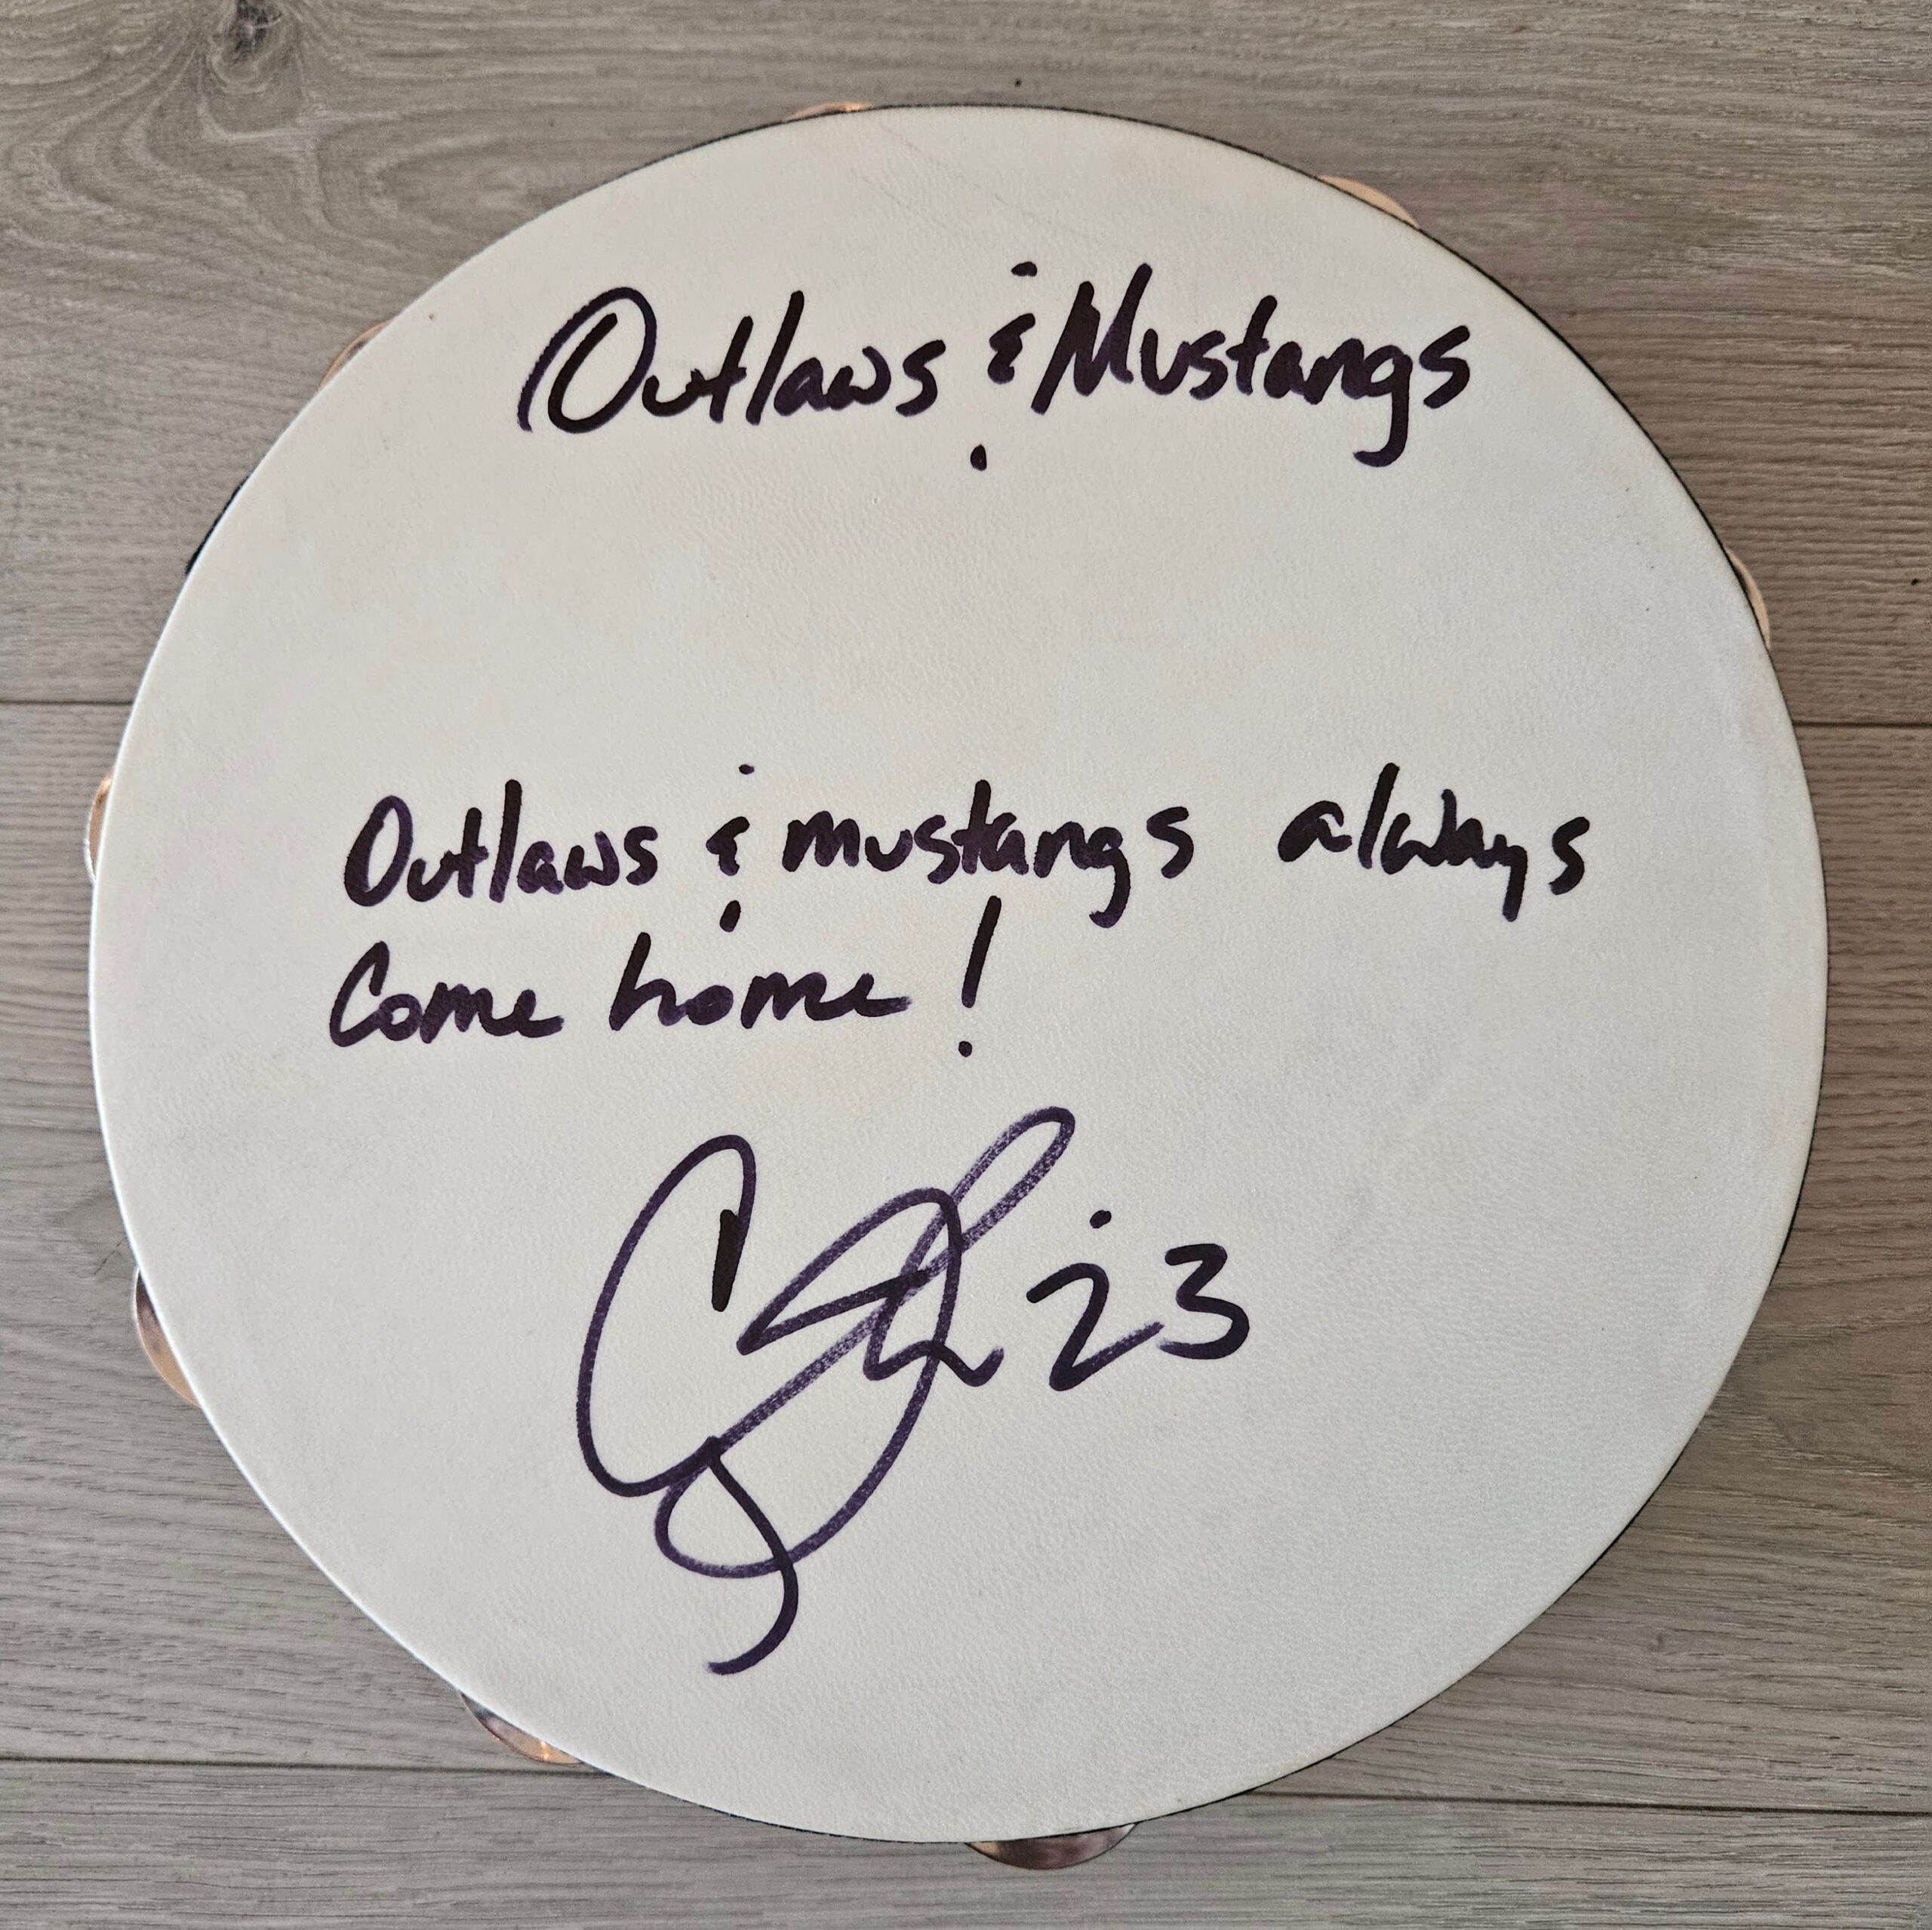 Outlaws & Mustangs
Outlaws & mustangs always
Come home!
23